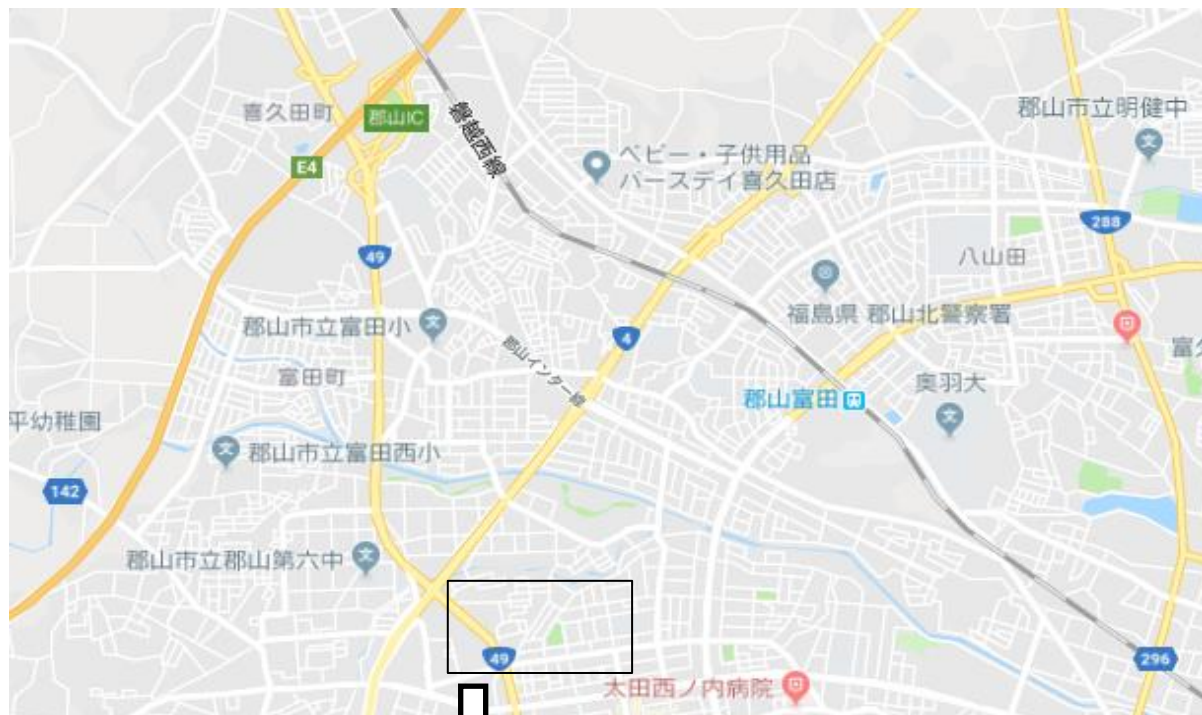 喜久田町
郡山IC
E4
磐越西線
ベビー・子供用品
バースデイ喜久田店
郡山市立明健中
288
49
八山田
福島県 郡山北警察署
郡山市立富田小
4
郡山インター線
富田町
富久
郡山富田
奥羽大
平幼稚園
郡山市立富田西小
142
郡山市立郡山第六中
49
太田西ノ内病院
296